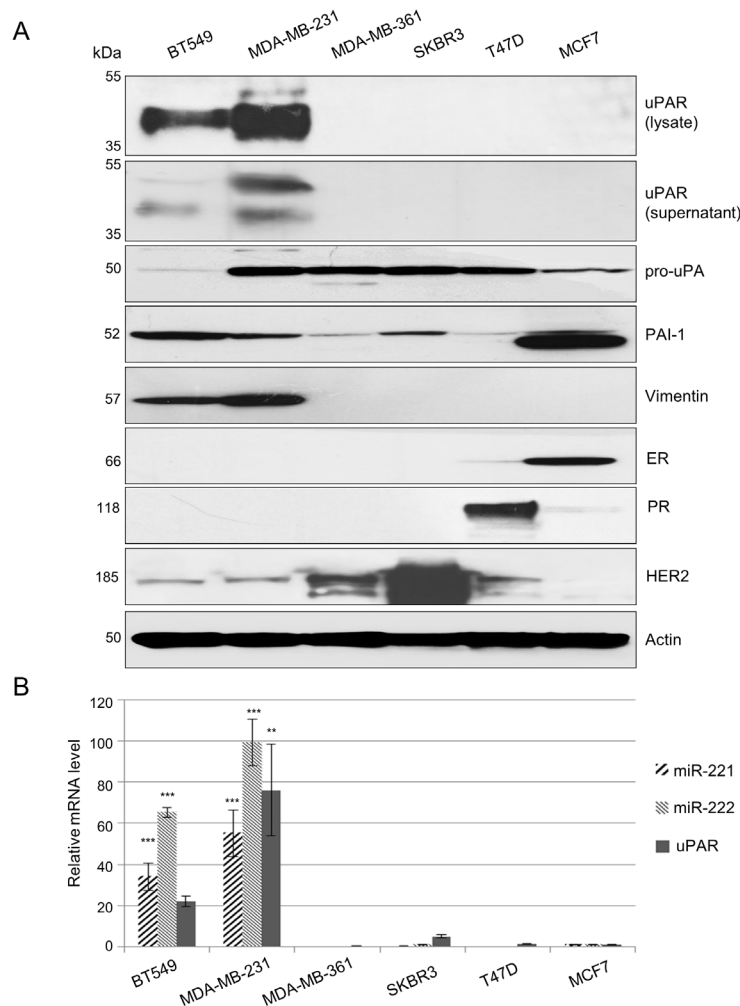 A
kDa
BT549 MDA-MB-231 MDA-MB-361 SKBR3 T47D MCF7
55
uPAR
(lysate)
35
55
uPAR
(supernatant)
35
50 pro-uPA
52 PAI-1
57 Vimentin
66 ER
118 PR
185 HER2
50 Actin
B
Relative mRNA level
120
100
80
60
40
20
0
***
***
***
***
**
miR-221
miR-222
uPAR
BT549 MDA-MB-231 MDA-MB-361 SKBR3 T47D MCF7